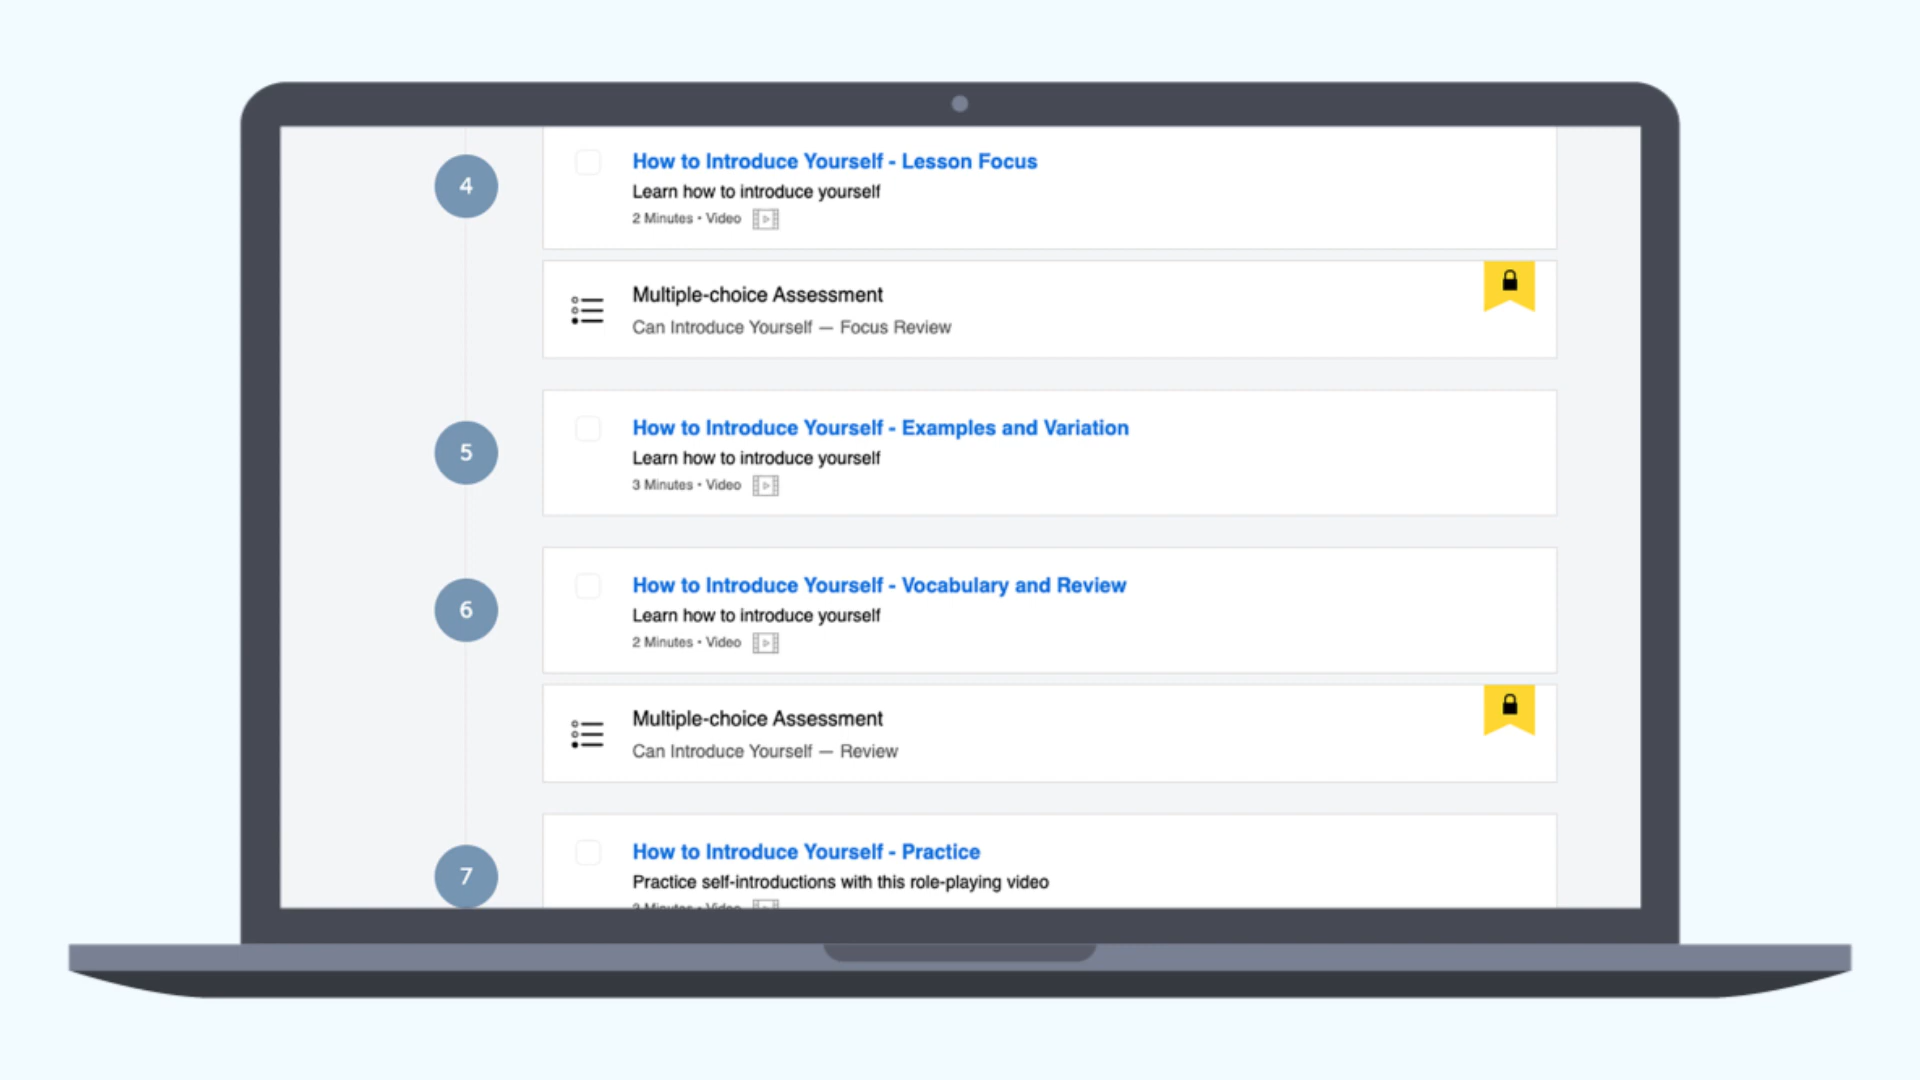 4
How to Introduce Yourself - Lesson Focus
Learn how to introduce yourself
2 Minutes • Video
Multiple-choice Assessment
Can Introduce Yourself — Focus Review
5
How to Introduce Yourself - Examples and Variation
Learn how to introduce yourself
3 Minutes • Video
6
How to Introduce Yourself - Vocabulary and Review
Learn how to introduce yourself
2 Minutes • Video
Multiple-choice Assessment
Can Introduce Yourself — Review
7
How to Introduce Yourself - Practice
Practice self-introductions with this role-playing video
Minutes • Video